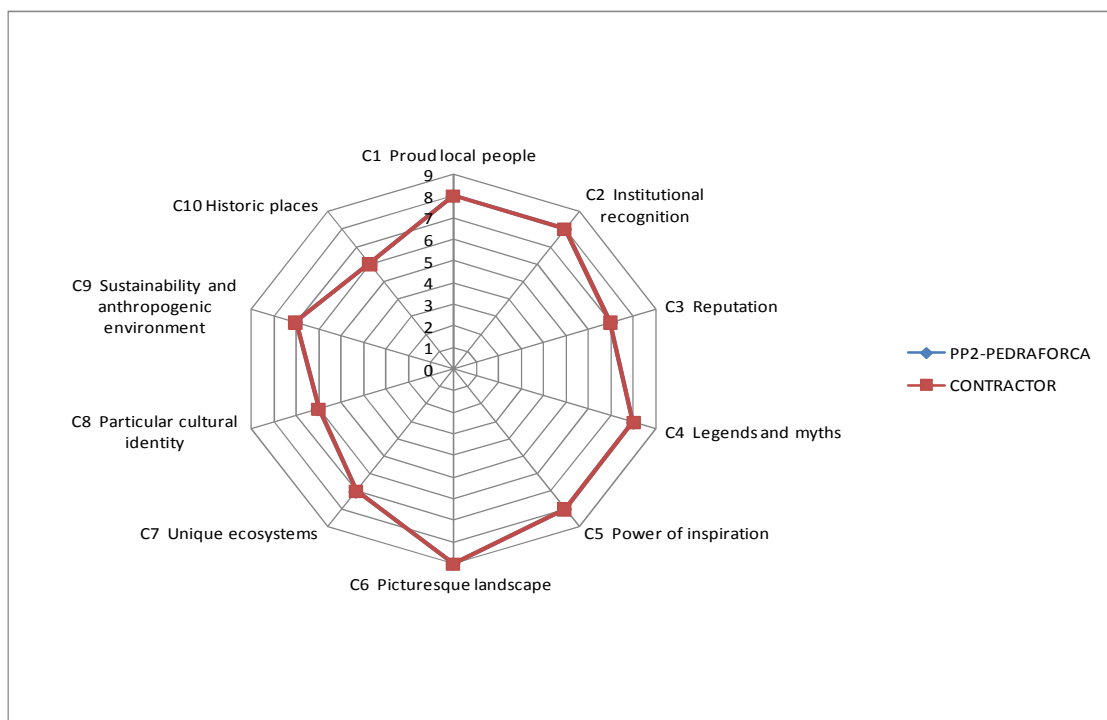 C1 Proud local people
C2 Institutional
recognition
C3 Reputation
C4 Legends and myths
C5 Power of inspiration
C6 Picturesque landscape
C7 Unique ecosystems
C8 Particular cultural
identity
C9 Sustainability and
anthropogenic
environment
C10 Historic places
9
8
7
6
5
4
3
2
1
0
PP2-PEDRAFORCA
CONTRACTOR